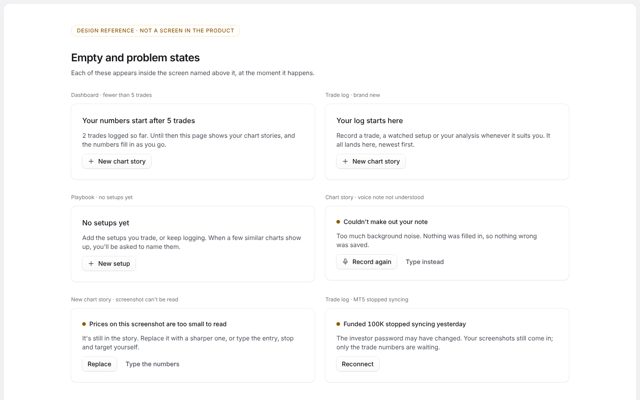 DESIGN REFERENCE · NOT A SCREEN IN THE PRODUCT
Empty and problem states
Each of these appears inside the screen named above it, at the moment it happens.
Dashboard · fewer than 5 trades
Your numbers start after 5 trades
2 trades logged so far. Until then this page shows your chart stories, and
the numbers fill in as you go.
New chart story
Trade log · brand new
Your log starts here
Record a trade, a watched setup or your analysis whenever it suits you. It
all lands here, newest first.
New chart story
Playbook · no setups yet
No setups yet
Add the setups you trade, or keep logging. When a few similar charts show
up, you'll be asked to name them.
New setup
Chart story · voice note not understood
Couldn't make out your note
Too much background noise. Nothing was filled in, so nothing wrong
was saved.
Record again
Type instead
New chart story · screenshot can't be read
Prices on this screenshot are too small to read
It's still in the story. Replace it with a sharper one, or type the entry, stop
and target yourself.
Replace
Type the numbers
Trade log · MT5 stopped syncing
Funded 100K stopped syncing yesterday
The investor password may have changed. Your screenshots still come in;
only the trade numbers are waiting.
Reconnect